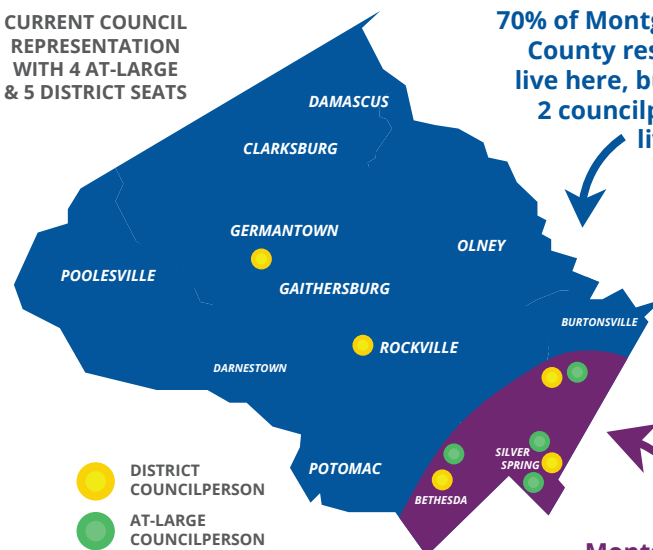 CURRENT COUNCIL
REPRESENTATION
WITH 4 AT-LARGE
& 5 DISTRICT SEATS
70% of Montg
County res
live here, bu
2 councilp
li
DAMASCUS
CLARKSBURG
GERMANTOWN
OLNEY
POOLESVILLE
GAITHERSBURG
BURTONSVILLE
ROCKVILLE
DARNESTOWN
SILVER
SPRING
POTOMAC
BETHESDA
DISTRICT
COUNCILPERSON
AT-LARGE
COUNCILPERSON